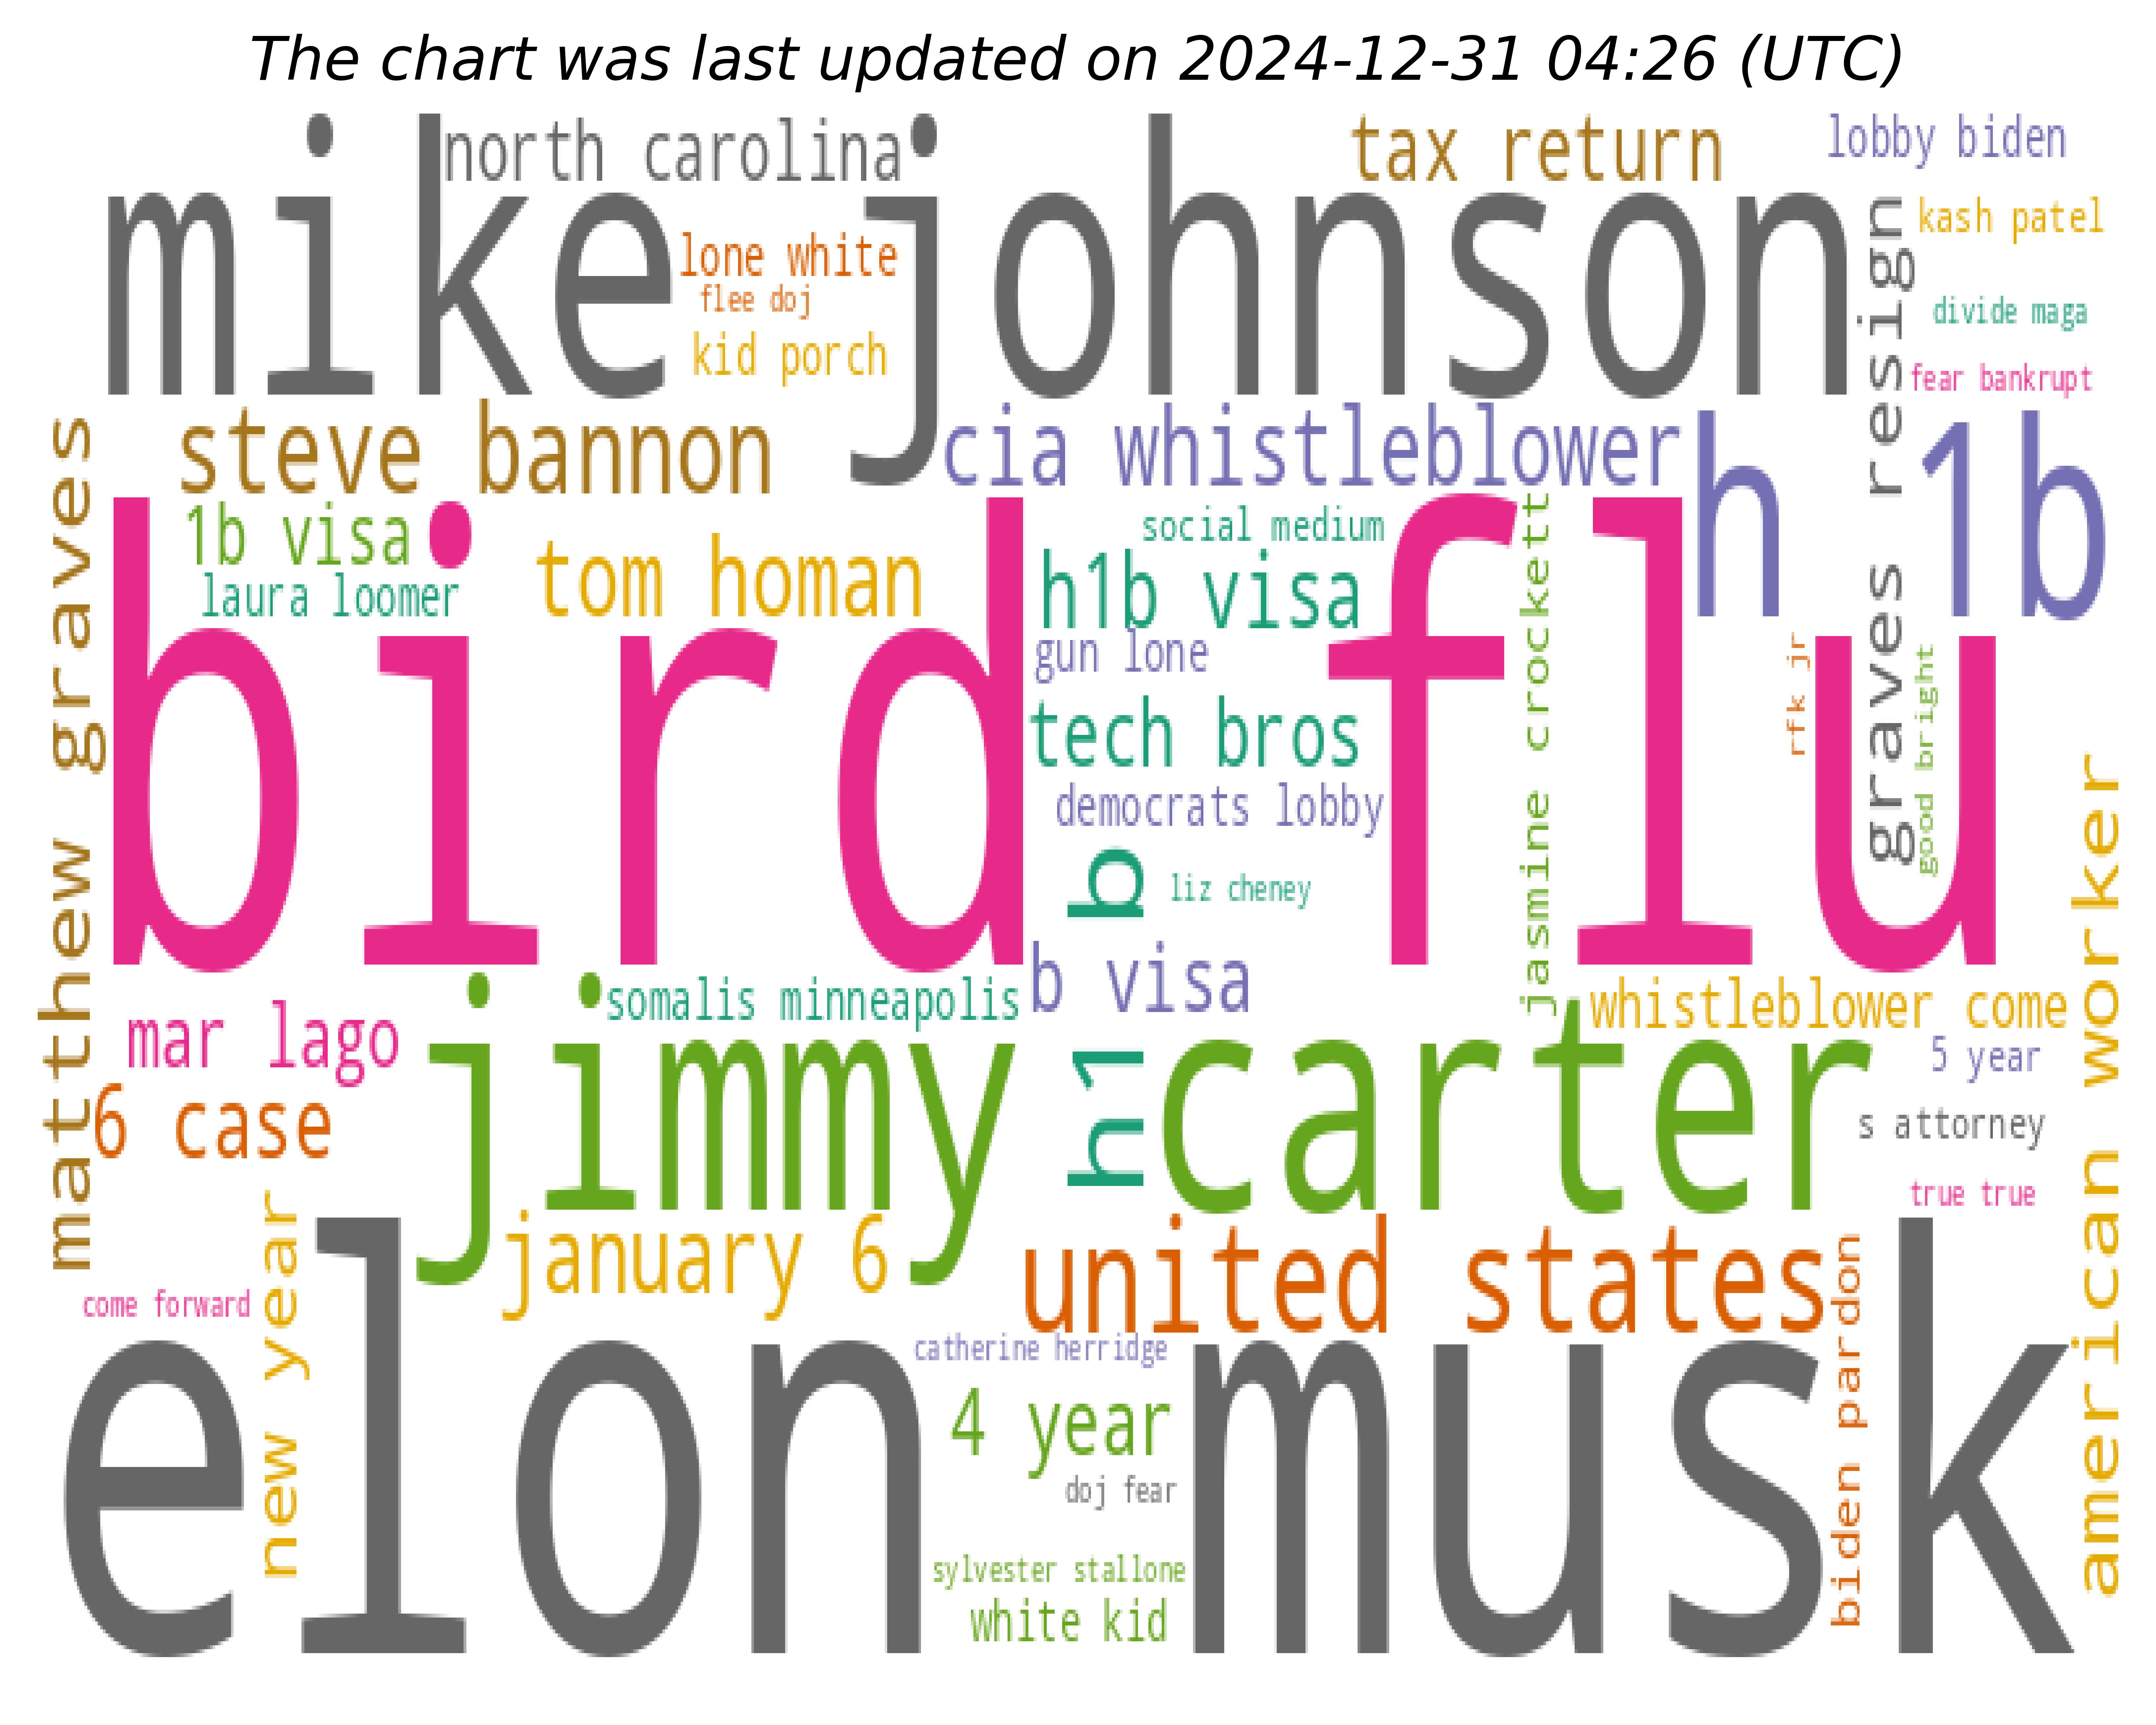 The chart was last updated on 2024-12-31 04:26 (UTC)
mike johnson
north carolina
tax return
lobby biden
kash patel
lone white
flee doj
kid porch
divide maga
fear bankrupt
graves resign
steve bannon
cia whistleblower
h 1b
matthew graves
bird flu
1b visa
laura loomer
tom homan
social medium
h1b visa
gun lone
tech bros
democrats lobby
jasmine crockett
rfk jr
good bright
h1 b
liz cheney
b visa
somalis minneapolis
whistleblower come
american worker
mar lago
jimmy carter
6 case
5 year
s attorney
true true
january 6
united states
new year
come forward
elon musk
catherine herridge
4 year
doj fear
biden pardon
sylvester stallone
white kid